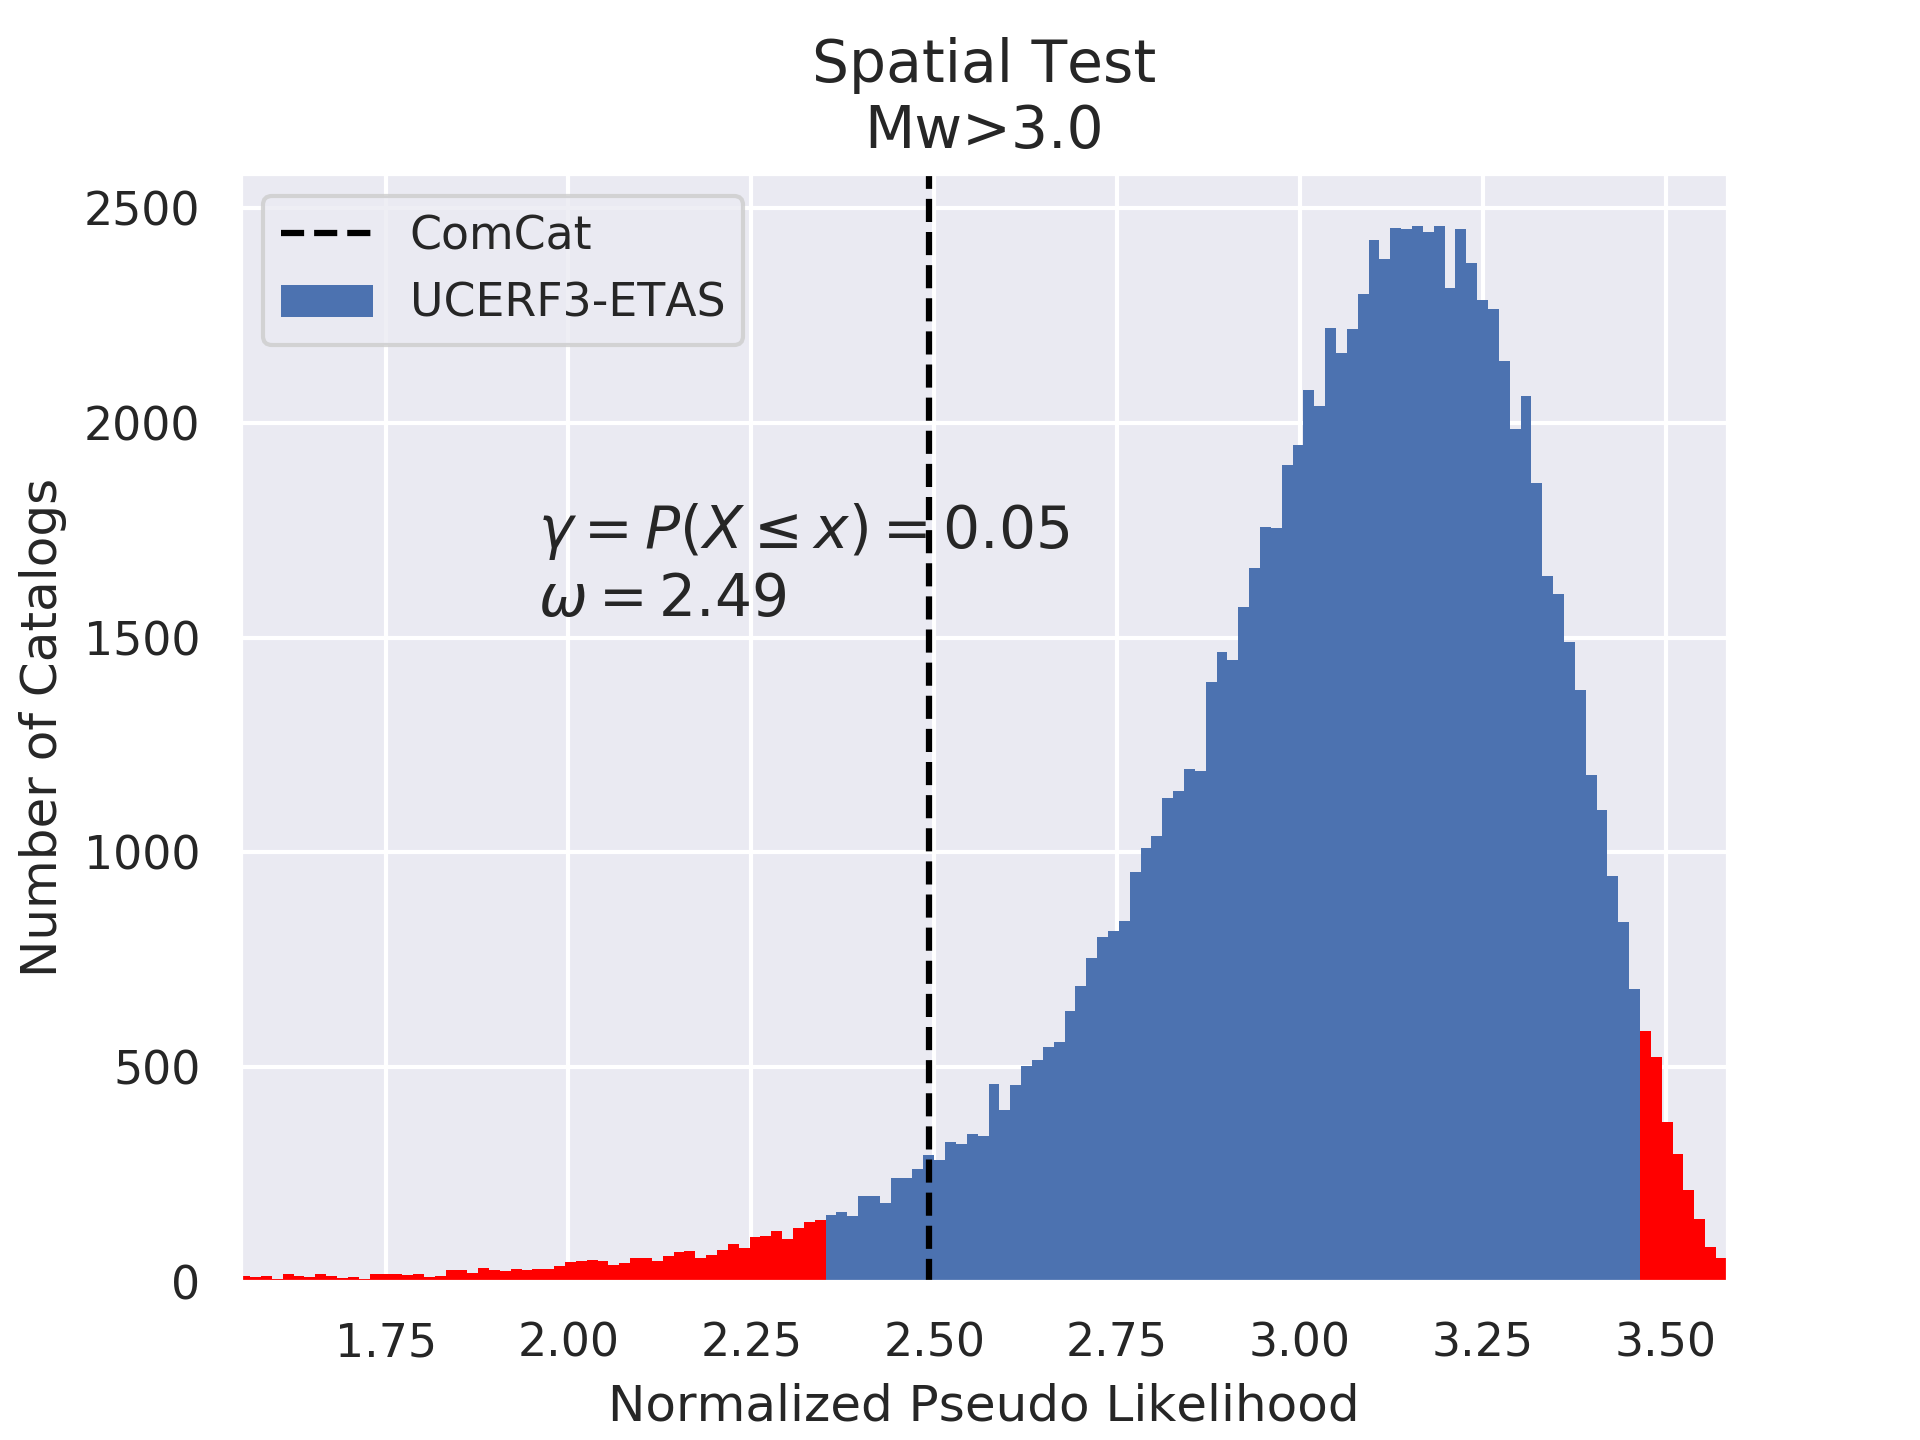 Spatial Test
Mw>3.0
ComCat
UCERF3-ETAS
γ = P(X ≤ x) = 0.05
ω = 2.49
Number of Catalogs
2500
2000
1500
1000
500
0
1.75 2.00 2.25 2.50 2.75 3.00 3.25 3.50
Normalized Pseudo Likelihood